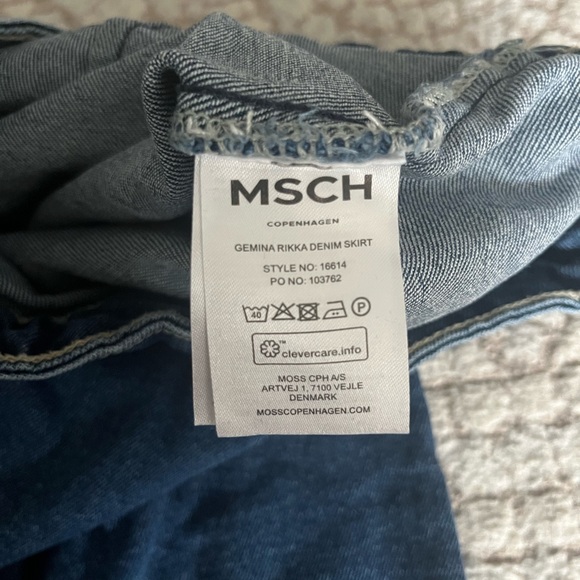 MSCH
COPENHAGEN
GEMINA RIKKA DENIM SKIRT
STYLE NO: 16614
PO NO: 103762
40 P
™ clevercare.info
MOSS CPH A/S
ARTVEJ 1, 7100 VEJLE
DENMARK
MOSSCOPENHAGEN.COM